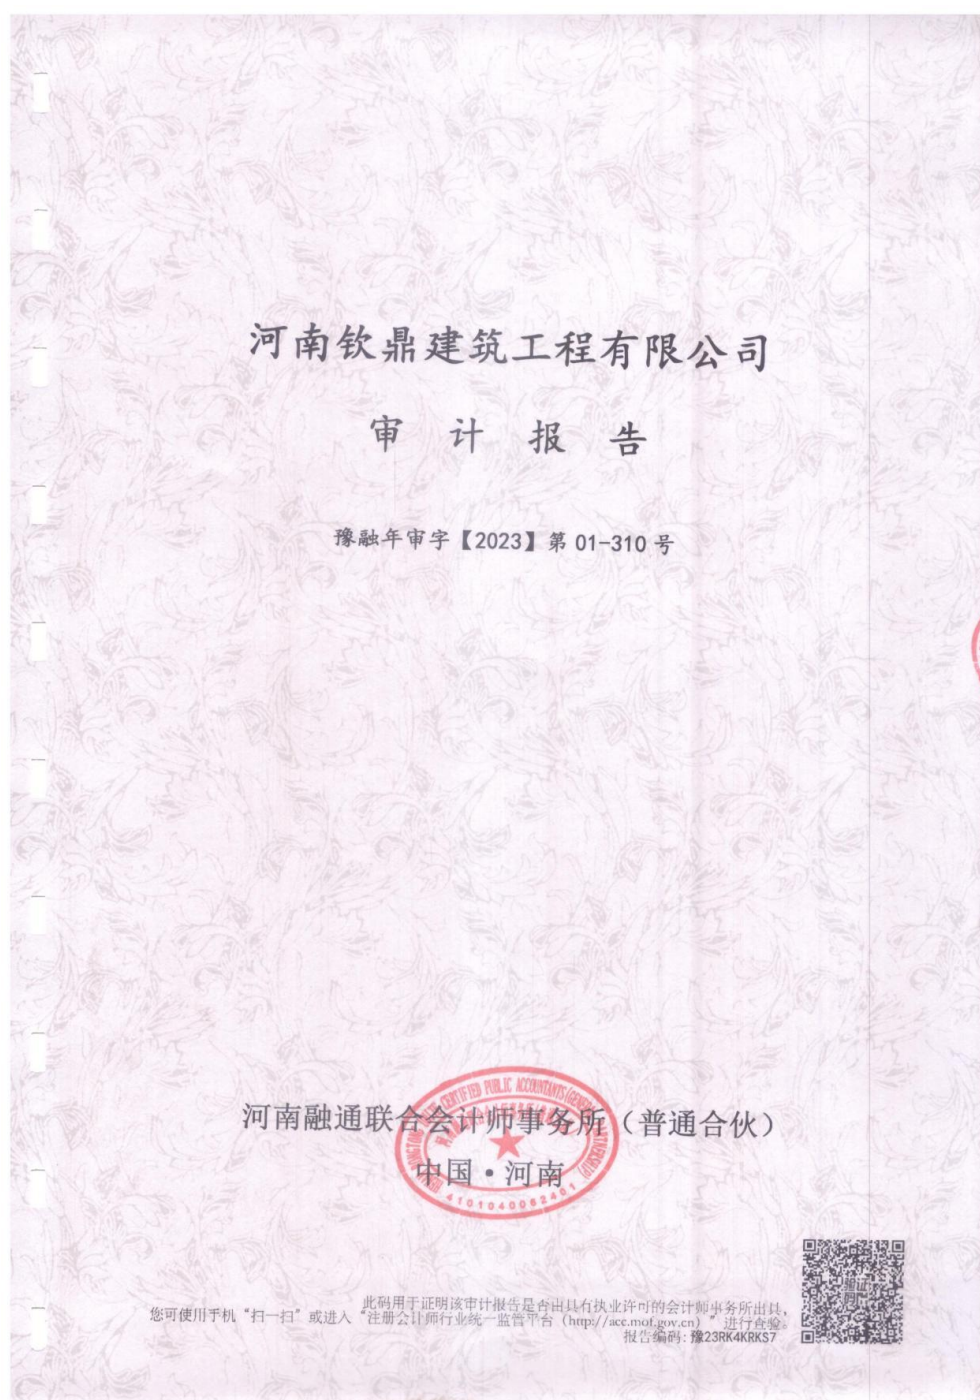 河南钦鼎建筑工程有限公司
审计报告
豫融年审字【2023】第 01-310 号
CERTIFIED PUBLIC ACCOUNTANTS (GENERAL PARTNERSHIP)
河南融通联合会计师事务所（普通合伙）
中国·河南
4101040062401
此码用于证明该审计报告是否由具有执业许可的会计师事务所出具，
您可使用手机“扫一扫”或进入“注册会计师行业统一监管平台（http://acc.mof.gov.cn）”进行查验。
报告编码：豫23RK4KRKS7